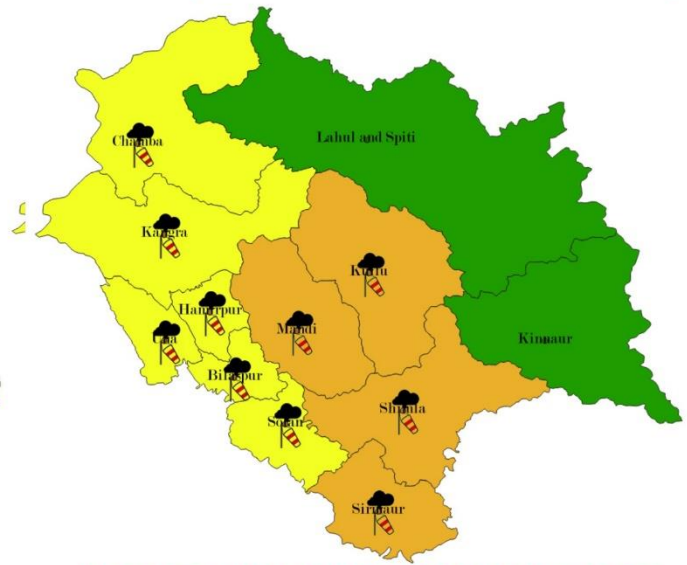 Lahul and Spiti
Chamba
Kangra
Kullu
Hamirpur
Mandi
Una
Kinnaur
Bilaspur
Shimla
Solan
Sirmaur